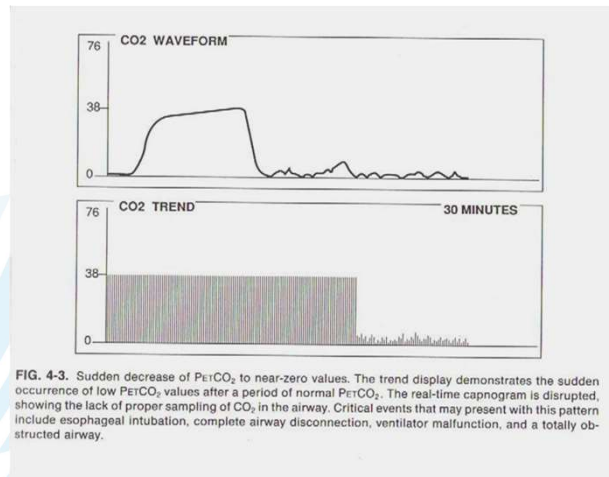 76
CO2 WAVEFORM
38
0
76
CO2 TREND
30 MINUTES
38
0
FIG. 4-3. Sudden decrease of PETCO2 to near-zero values. The trend display demonstrates the sudden
occurrence of low PETCO2 values after a period of normal PETCO2. The real-time capnogram is disrupted,
showing the lack of proper sampling of CO2 in the airway. Critical events that may present with this pattern
include esophageal intubation, complete airway disconnection, ventilator malfunction, and a totally ob-
structed airway.